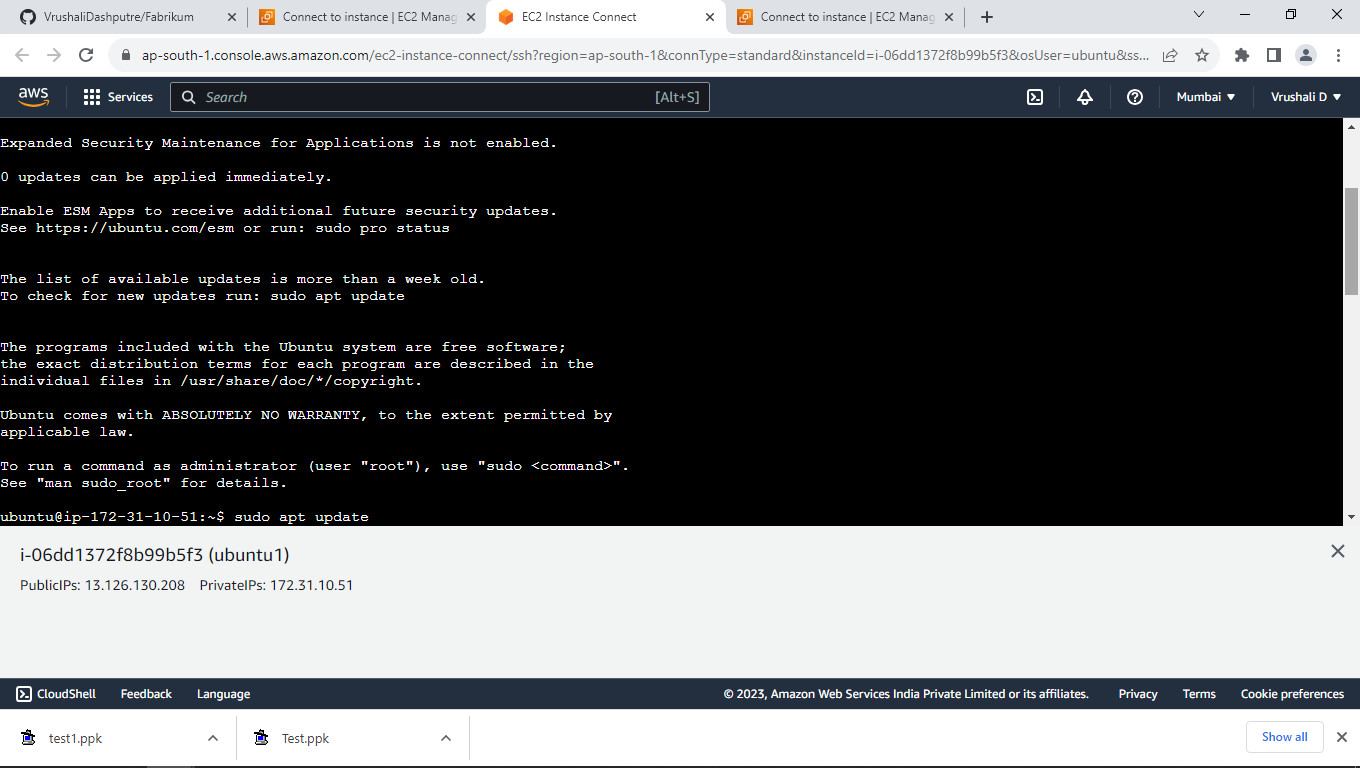 VrushaliDashputre/Fabrikum
Connect to instance | EC2 Manag
EC2 Instance Connect
Connect to instance | EC2 Manag
ap-south-1.console.aws.amazon.com/ec2-instance-connect/ssh?region=ap-south-1&connType=standard&instanceId=i-06dd1372f8b99b5f3&osUser=ubuntu&ss...
aws
Services
Search
[Alt+S]
Mumbai
Vrushali D
Expanded Security Maintenance for Applications is not enabled.
0 updates can be applied immediately.
Enable ESM Apps to receive additional future security updates.
See https://ubuntu.com/esm or run: sudo pro status
The list of available updates is more than a week old.
To check for new updates run: sudo apt update
The programs included with the Ubuntu system are free software;
the exact distribution terms for each program are described in the
individual files in /usr/share/doc/*/copyright.
Ubuntu comes with ABSOLUTELY NO WARRANTY, to the extent permitted by
applicable law.
To run a command as administrator (user "root"), use "sudo <command>".
See "man sudo_root" for details.
ubuntu@ip-172-31-10-51:~$ sudo apt update
i-06dd1372f8b99b5f3 (ubuntu1)
PublicIPs: 13.126.130.208 PrivateIPs: 172.31.10.51
CloudShell
Feedback
Language
© 2023, Amazon Web Services India Private Limited or its affiliates.
Privacy
Terms
Cookie preferences
test1.ppk
Test.ppk
Show all